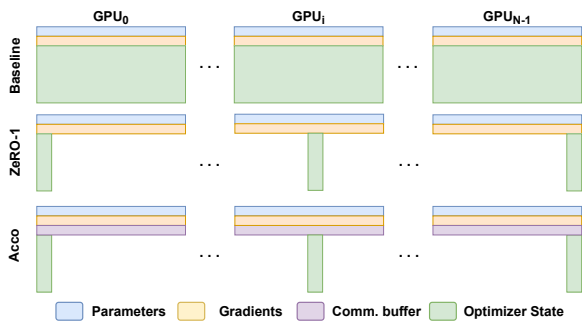 GPU0 GPUi GPUN-1
Baseline
. . . . . .
ZeRO-1
. . . . . .
Acco
. . . . . .
Parameters Gradients Comm. buffer Optimizer State